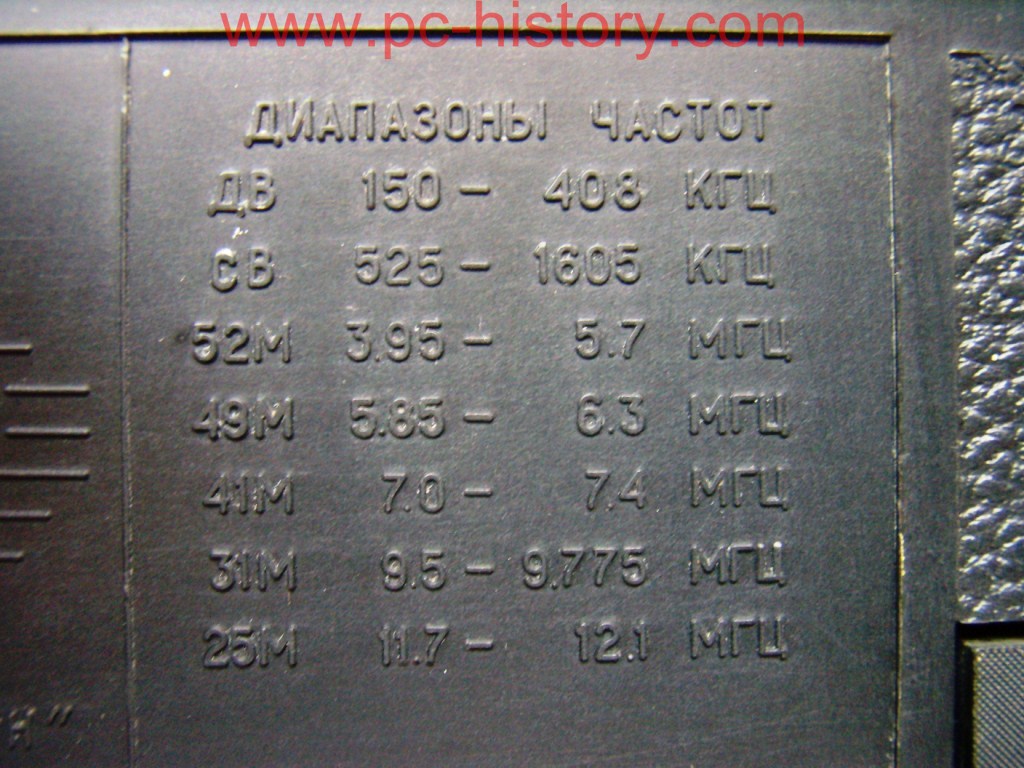 www.pc-history.com
ДИАПАЗОНЫ ЧАСТОТ
ДВ 150 – 408 КГЦ
СВ 525 – 1605 КГЦ
52М 3.95 – 5.7 МГЦ
49М 5.85 – 6.3 МГЦ
41М 7.0 – 7.4 МГЦ
31М 9.5 – 9.775 МГЦ
25М 11.7 – 12.1 МГЦ